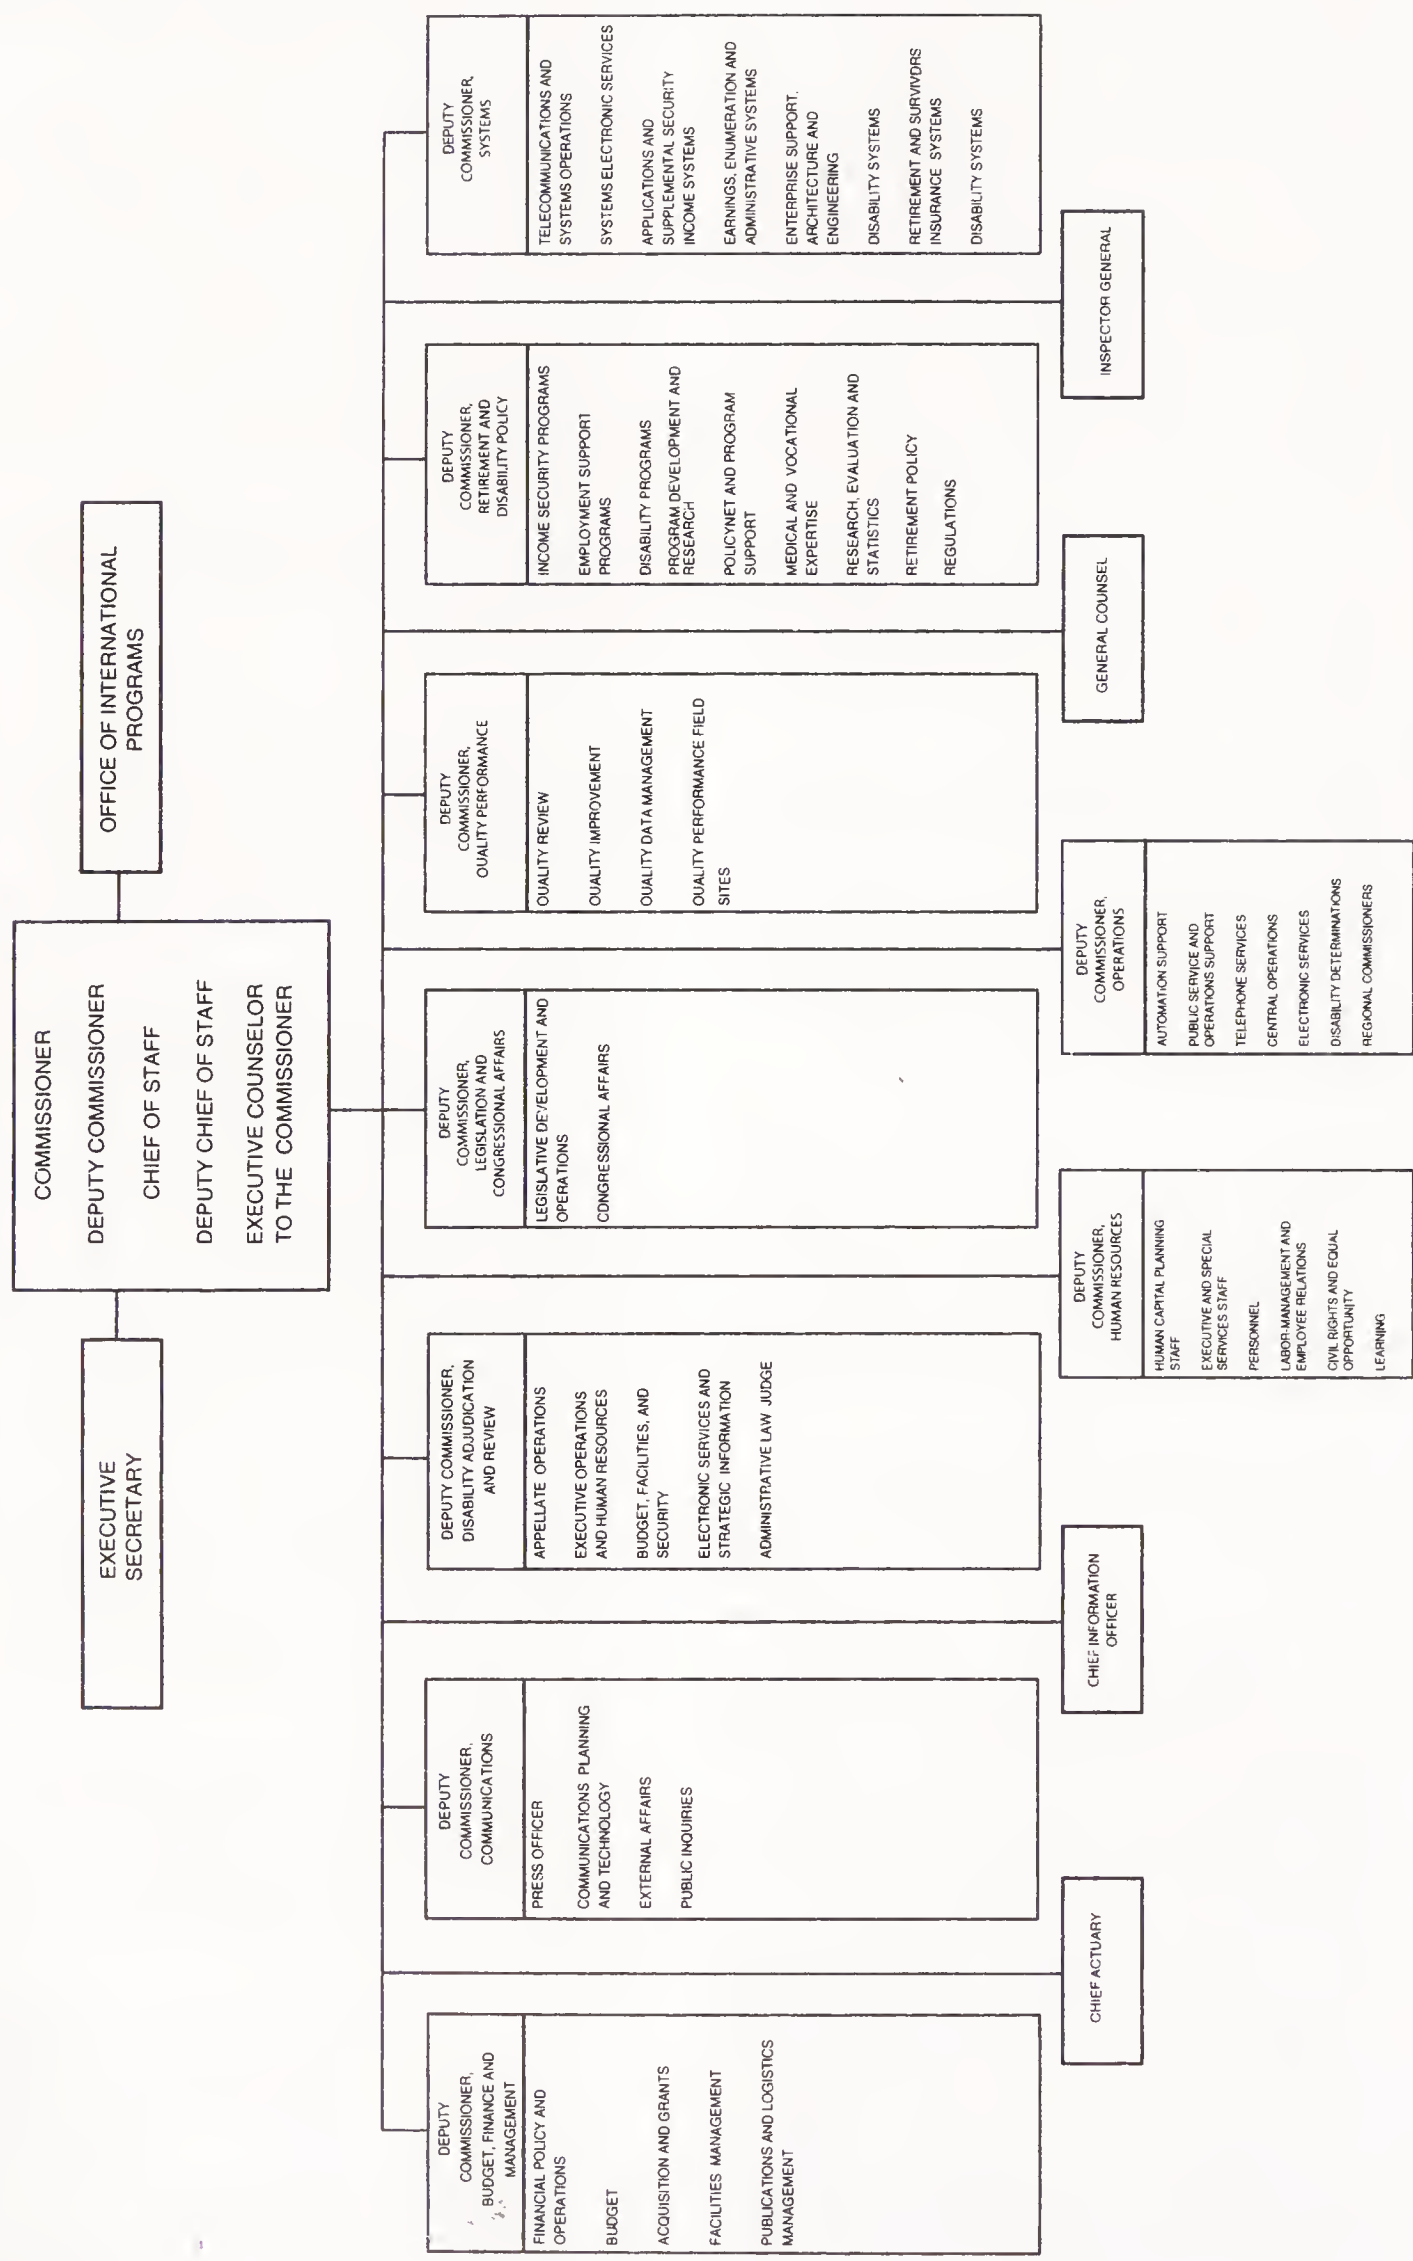 EXECUTIVE
SECRETARY
COMMISSIONER
DEPUTY COMMISSIONER
CHIEF OF STAFF
DEPUTY CHIEF OF STAFF
EXECUTIVE COUNSELOR
TO THE COMMISSIONER
OFFICE OF INTERNATIONAL
PROGRAMS
DEPUTY
COMMISSIONER,
BUDGET, FINANCE AND
MANAGEMENT
FINANCIAL POLICY AND
OPERATIONS
BUDGET
ACQUISITION AND GRANTS
FACILITIES MANAGEMENT
PUBLICATIONS AND LOGISTICS
MANAGEMENT
DEPUTY
COMMISSIONER,
COMMUNICATIONS
PRESS OFFICER
COMMUNICATIONS PLANNING
AND TECHNOLOGY
EXTERNAL AFFAIRS
PUBLIC INQUIRIES
DEPUTY COMMISSIONER,
DISABILITY ADJUDICATION
AND REVIEW
APPELLATE OPERATIONS
EXECUTIVE OPERATIONS
AND HUMAN RESOURCES
BUDGET, FACILITIES, AND
SECURITY
ELECTRONIC SERVICES AND
STRATEGIC INFORMATION
ADMINISTRATIVE LAW JUDGE
DEPUTY
COMMISSIONER,
LEGISLATION AND
CONGRESSIONAL AFFAIRS
LEGISLATIVE DEVELOPMENT AND
OPERATIONS
CDNGRESSIONAL AFFAIRS
DEPUTY
COMMISSIONER,
OUALITY PERFORMANCE
OUALITY REVIEW
OUALITY IMPROVEMENT
OUALITY DATA MANAGEMENT
OUALITY PERFORMANCE FIELD
SITES
DEPUTY
COMMISSIONER,
RETIREMENT AND
DISABILITY POLICY
INCOME SECURITY PROGRAMS
EMPLOYMENT SUPPORT
PROGRAMS
DISABILITY PROGRAMS
PROGRAM DEVELOPMENT AND
RESEARCH
POLICYNET AND PROGRAM
SUPPORT
MEDICAL AND VOCATIONAL
EXPERTISE
RESEARCH, EVALUATION AND
STATISTICS
RETIREMENT POLICY
REGULATIONS
DEPUTY
COMMISSIONER,
SYSTEMS
TELECOMMUNICATIONS AND
SYSTEMS OPERATIONS
SYSTEMS ELECTRONIC SERVICES
APPLICATIONS AND
SUPPLEMENTAL SECURITY
INCOME SYSTEMS
EARNINGS, ENUMERATION AND
ADMINISTRATIVE SYSTEMS
ENTERPRISE SUPPORT,
ARCHITECTURE AND
ENGINEERING
DISABILITY SYSTEMS
RETIREMENT AND SURVIVDRS
INSURANCE SYSTEMS
DISABILITY SYSTEMS
CHIEF ACTUARY
CHIEF INFORMATION
OFFICER
DEPUTY
COMMISSIONER,
HUMAN RESOURCES
HUMAN CAPITAL PLANNING
STAFF
EXECUTIVE AND SPECIAL
SERVICES STAFF
PERSONNEL
LABOR-MANAGEMENT AND
EMPLOYEE RELATIONS
CIVIL RIGHTS AND EQUAL
OPPORTUNITY
LEARNING
DEPUTY
COMMISSIONER,
OPERATIONS
AUTOMATION SUPPORT
PUBLIC SERVICE AND
OPERATIONS SUPPORT
TELEPHONE SERVICES
CENTRAL OPERATIONS
ELECTRONIC SERVICES
DISABILITY DETERMINATIONS
REGIONAL COMMISSIONERS
GENERAL COUNSEL
INSPECTOR GENERAL